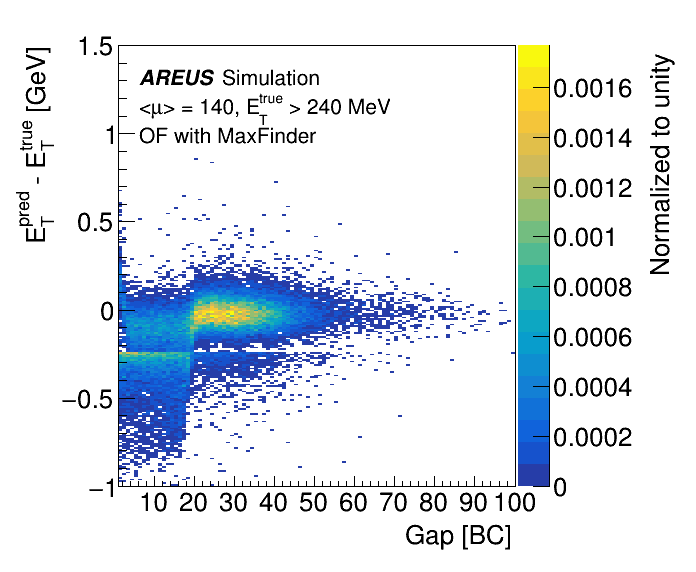 AREUS Simulation
<μ> = 140, E_T^true > 240 MeV
OF with MaxFinder
E_T^pred - E_T^true [GeV]
1.5
1
0.5
0
−0.5
−1
10 20 30 40 50 60 70 80 90 100
Gap [BC]
0.0016
0.0014
0.0012
0.001
0.0008
0.0006
0.0004
0.0002
0
Normalized to unity